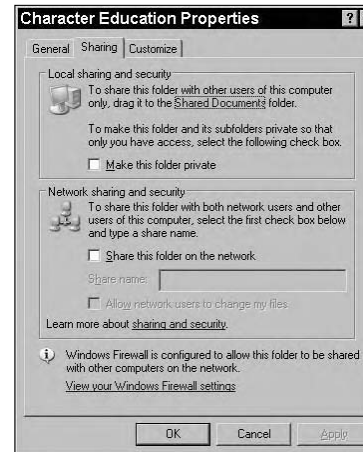 Character Education Properties
General
Sharing
Customize
Local sharing and security
To share this folder with other users of this computer
only, drag it to the Shared Documents folder.
To make this folder and its subfolders private so that
only you have access, select the following check box.
Make this folder private
Network sharing and security
To share this folder with both network users and other
users of this computer, select the first check box below
and type a share name.
Share this folder on the network
Share name:
Allow network users to change my files
Learn more about sharing and security.
Windows Firewall is configured to allow this folder to be shared
with other computers on the network.
View your Windows Firewall settings
OK
Cancel
Apply